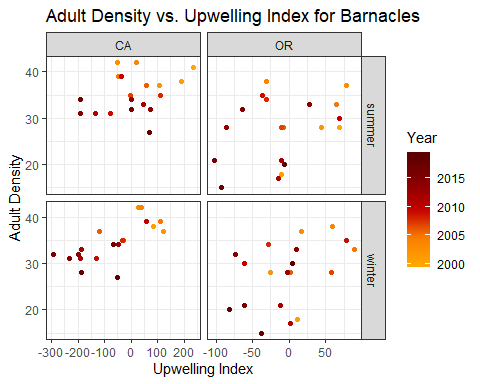 Adult Density vs. Upwelling Index for Barnacles
CA
OR
40
30
20
summer
40
30
20
winter
-300 -200 -100 0 100 200
-100 -50 0 50
Upwelling Index
Adult Density
Year
2015
2010
2005
2000